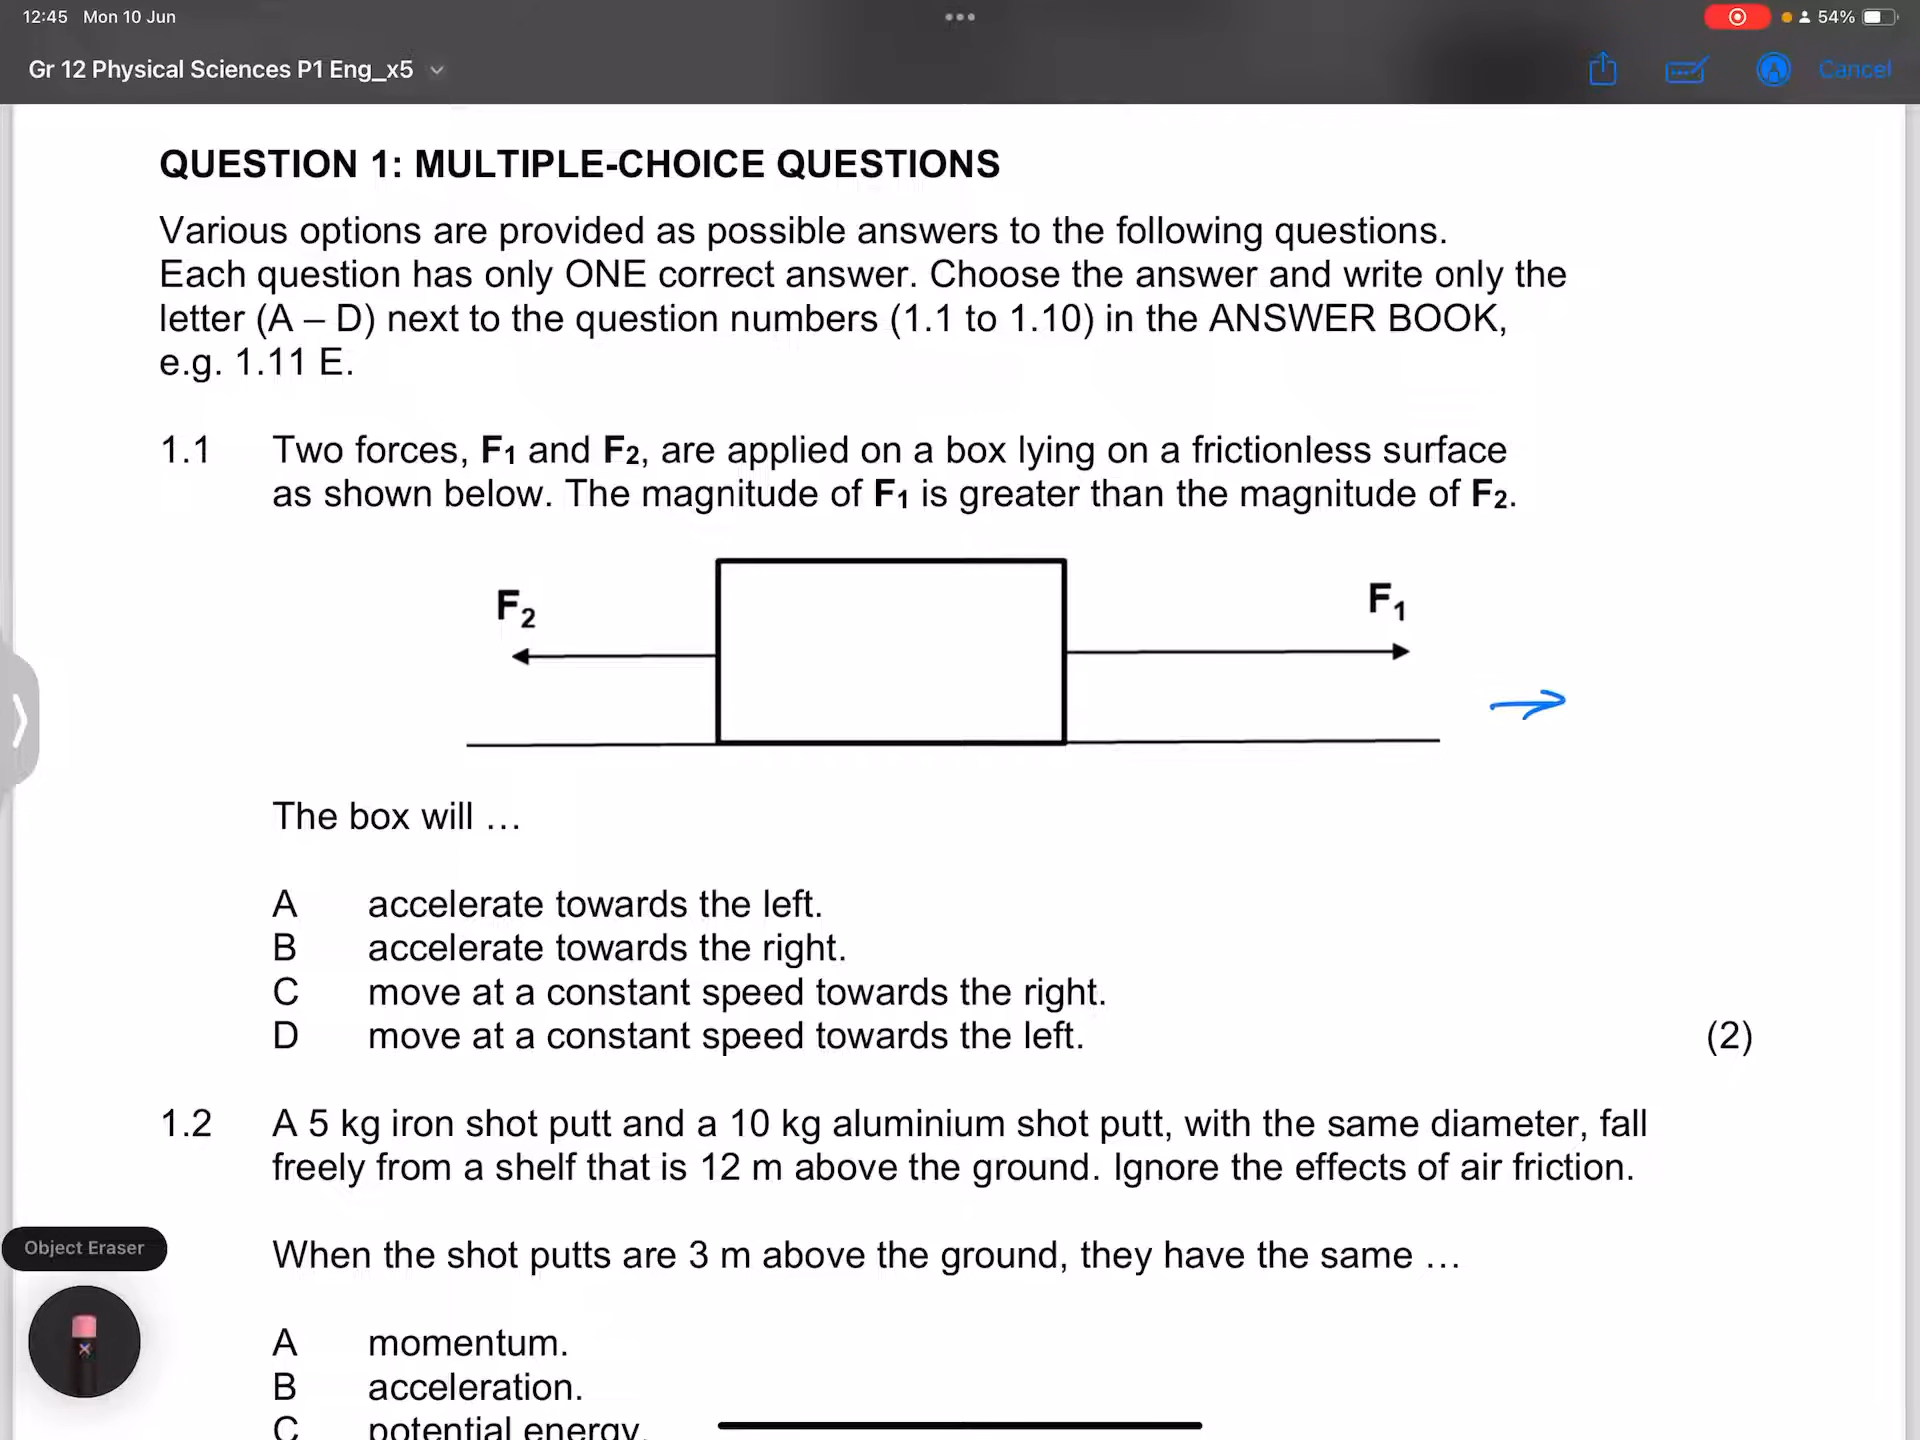 12:45 Mon 10 Jun
54%
Gr 12 Physical Sciences P1 Eng_x5
Cancel
QUESTION 1: MULTIPLE-CHOICE QUESTIONS
Various options are provided as possible answers to the following questions.
Each question has only ONE correct answer. Choose the answer and write only the
letter (A – D) next to the question numbers (1.1 to 1.10) in the ANSWER BOOK,
e.g. 1.11 E.
1.1 Two forces, F₁ and F₂, are applied on a box lying on a frictionless surface
as shown below. The magnitude of F₁ is greater than the magnitude of F₂.
F₂ F₁
The box will …
A accelerate towards the left.
B accelerate towards the right.
C move at a constant speed towards the right.
D move at a constant speed towards the left. (2)
1.2 A 5 kg iron shot putt and a 10 kg aluminium shot putt, with the same diameter, fall
freely from a shelf that is 12 m above the ground. Ignore the effects of air friction.
Object Eraser
When the shot putts are 3 m above the ground, they have the same …
A momentum.
B acceleration.
C potential energy.